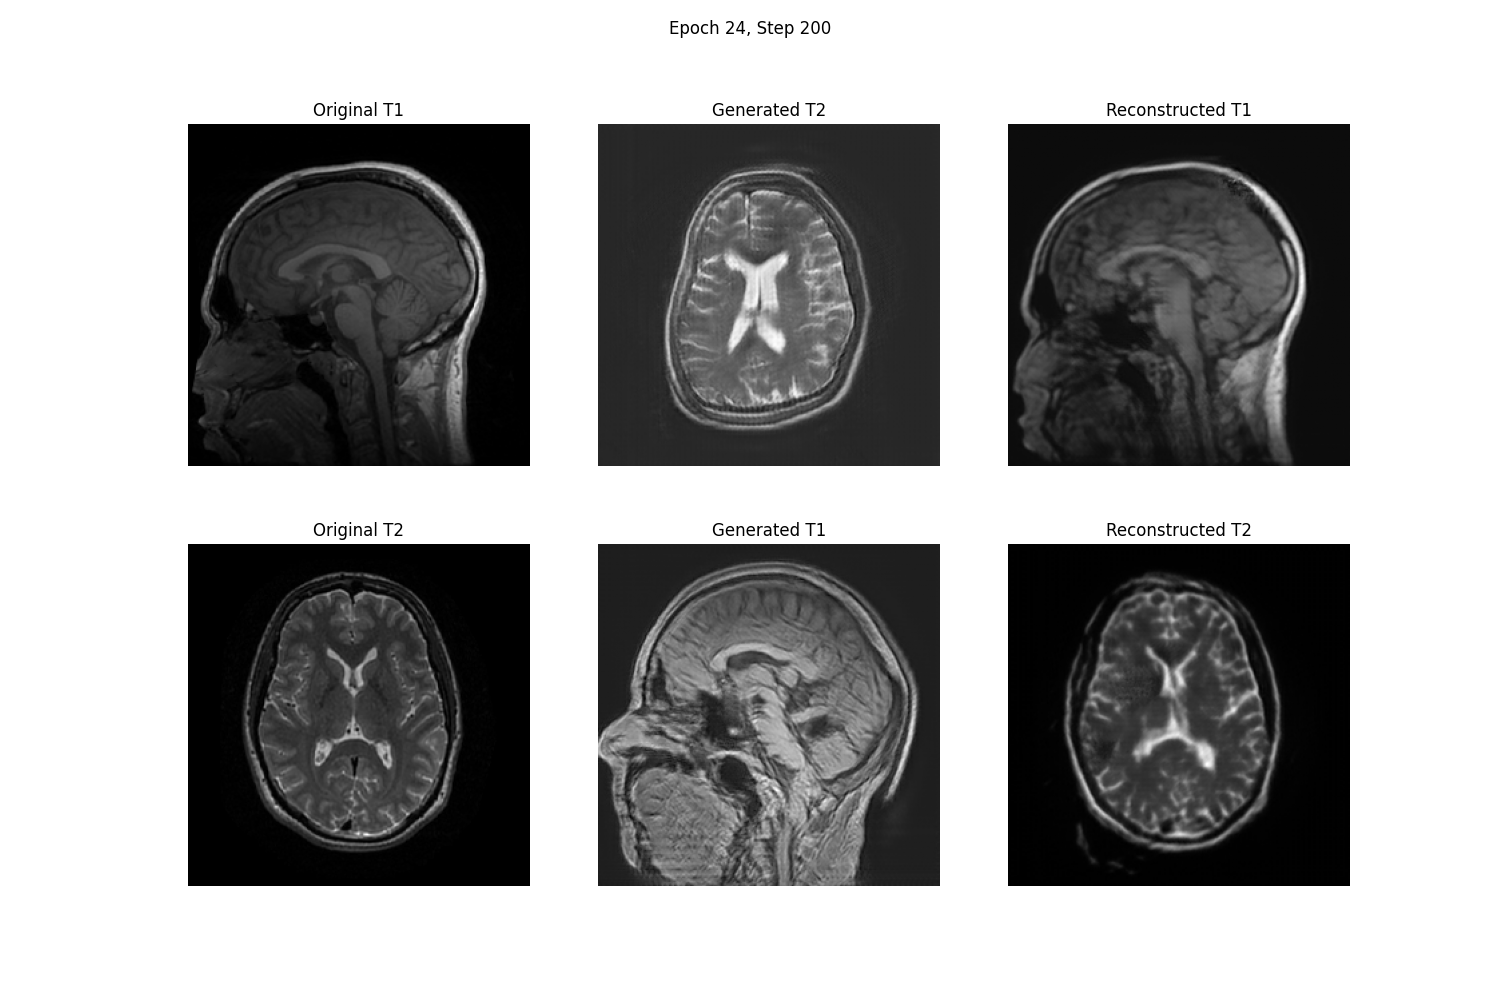 Epoch 24, Step 200
Original T1
Generated T2
Reconstructed T1
Original T2
Generated T1
Reconstructed T2